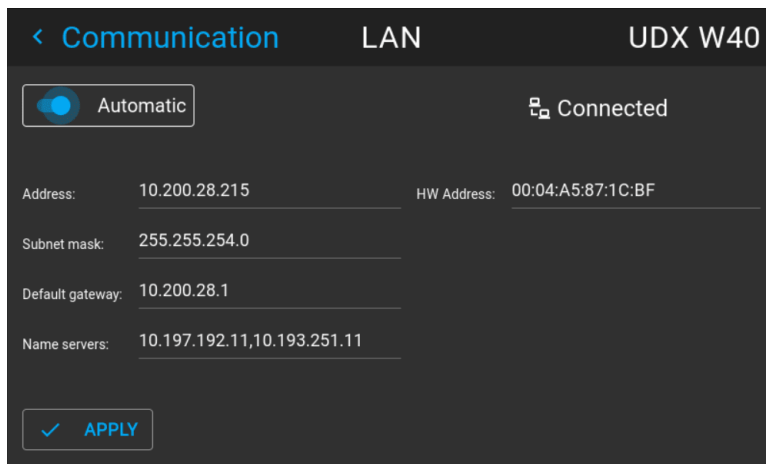 < Communication LAN UDX W40
Automatic Connected
Address: 10.200.28.215 HW Address: 00:04:A5:87:1C:BF
Subnet mask: 255.255.254.0
Default gateway: 10.200.28.1
Name servers: 10.197.192.11,10.193.251.11
APPLY